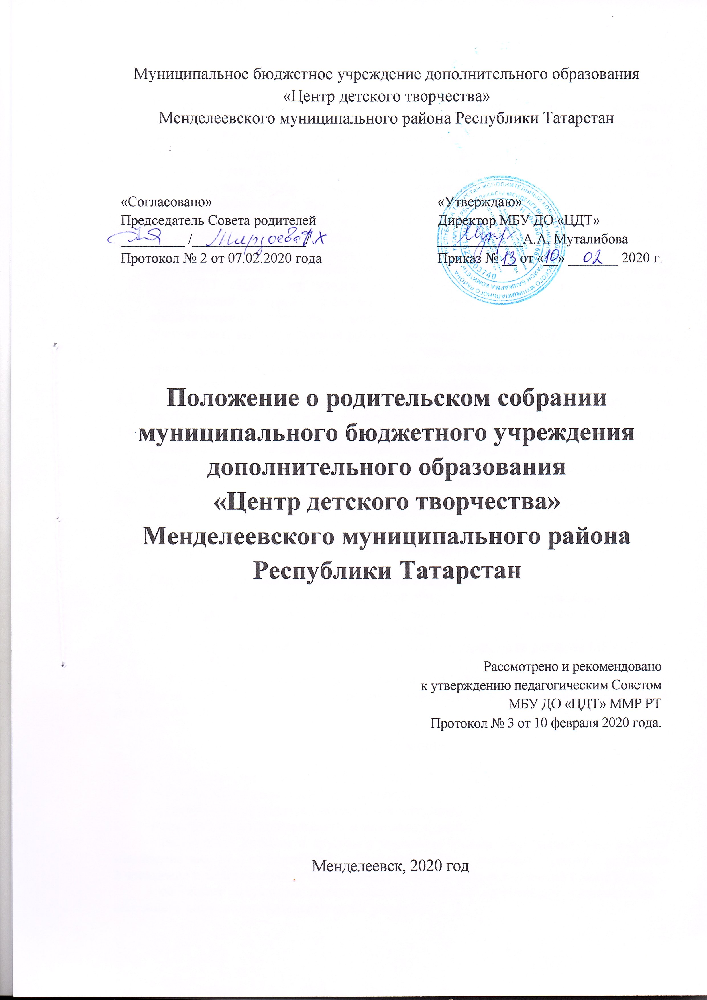 Муниципальное бюджетное учреждение дополнительного образования
«Центр детского творчества»
Менделеевского муниципального района Республики Татарстан
«Согласовано»
Председатель Совета родителей
/
Протокол № 2 от 07.02.2020 года
«Утверждаю»
Директор МБУ ДО «ЦДТ»
А.А. Муталибова
Приказ № 13 от «10» 02 2020 г.
Положение о родительском собрании
муниципального бюджетного учреждения
дополнительного образования
«Центр детского творчества»
Менделеевского муниципального района
Республики Татарстан
Рассмотрено и рекомендовано
к утверждению педагогическим Советом
МБУ ДО «ЦДТ» ММР РТ
Протокол № 3 от 10 февраля 2020 года.
Менделеевск, 2020 год